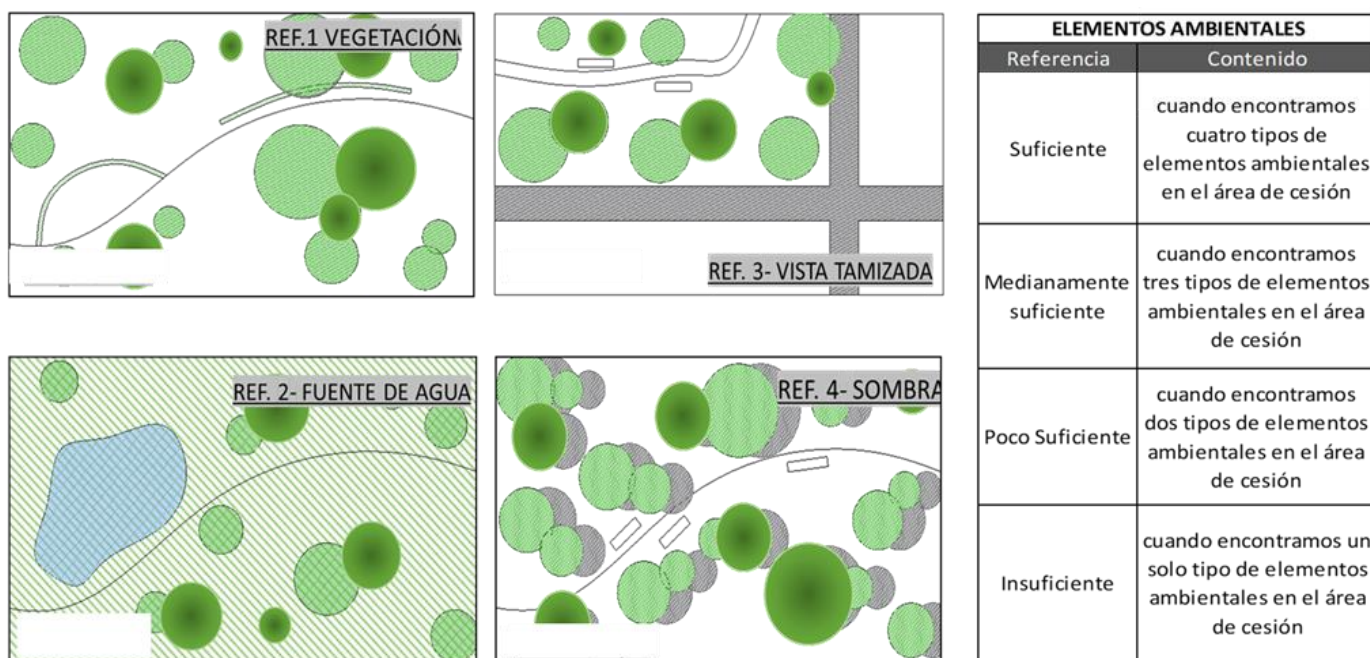 REF.1 VEGETACIÓN
REF. 3- VISTA TAMIZADA
REF. 2- FUENTE DE AGUA
REF. 4- SOMBRA
ELEMENTOS AMBIENTALES
Referencia Contenido
Suficiente
cuando encontramos
cuatro tipos de
elementos ambientales
en el área de cesión
Medianamente
suficiente
cuando encontramos
tres tipos de elementos
ambientales en el área
de cesión
Poco Suficiente
cuando encontramos
dos tipos de elementos
ambientales en el área
de cesión
Insuficiente
cuando encontramos un
solo tipo de elementos
ambientales en el área
de cesión